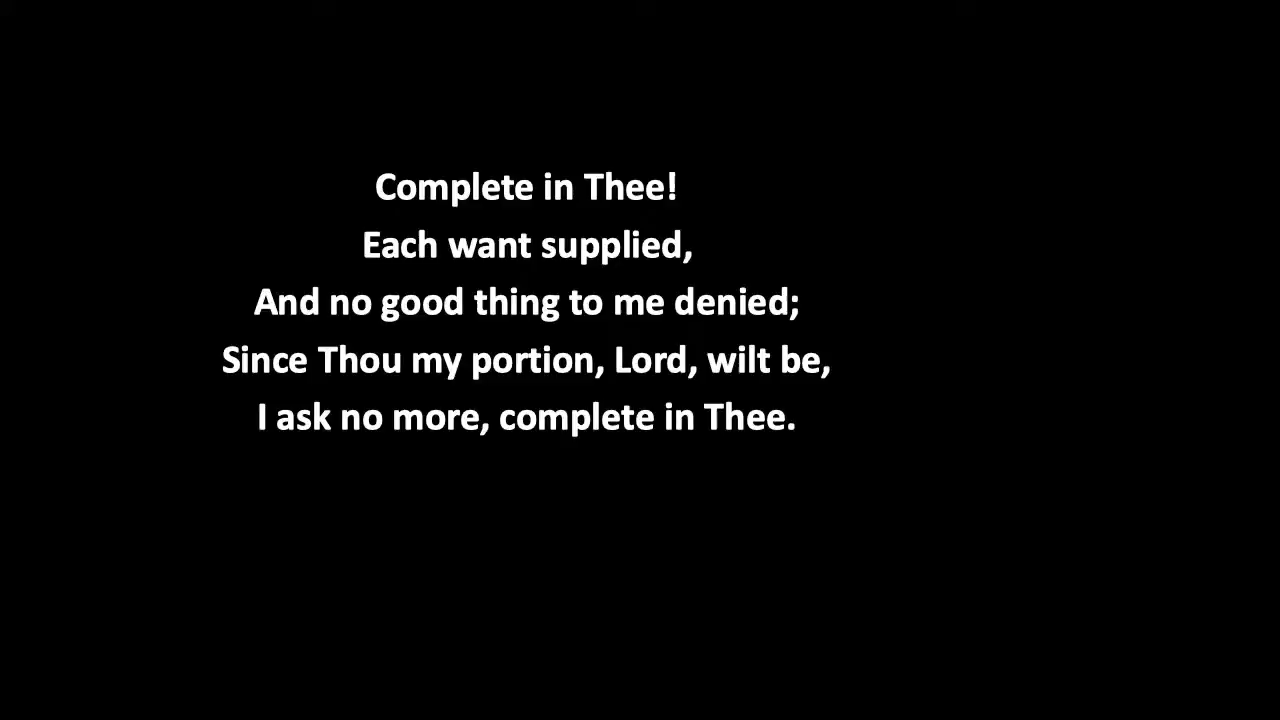 Complete in Thee!
Each want supplied,
And no good thing to me denied;
Since Thou my portion, Lord, wilt be,
I ask no more, complete in Thee.